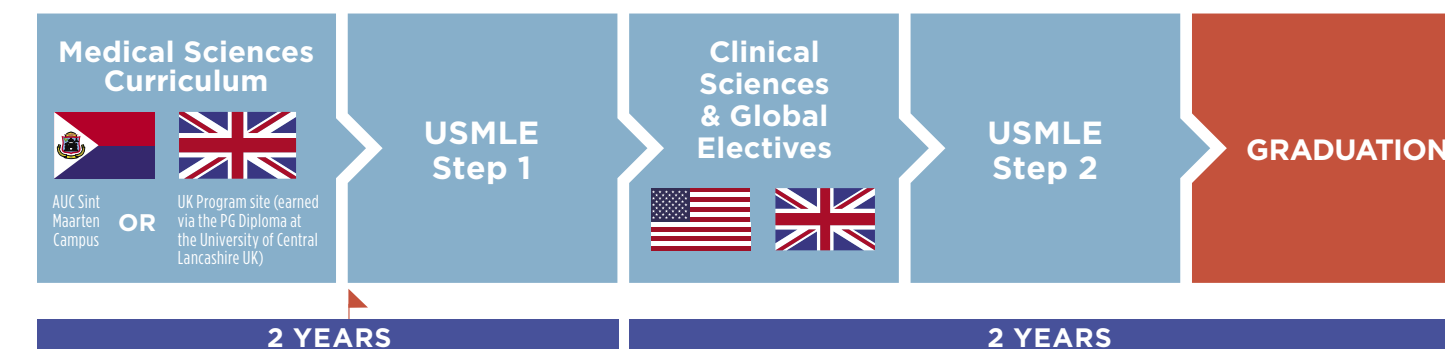 Medical Sciences
Curriculum
AUC Sint
Maarten
Campus
OR
UK Program site (earned
via the PG Diploma at
the University of Central
Lancashire UK)
USMLE
Step 1
Clinical
Sciences
& Global
Electives
USMLE
Step 2
GRADUATION
2 YEARS
2 YEARS